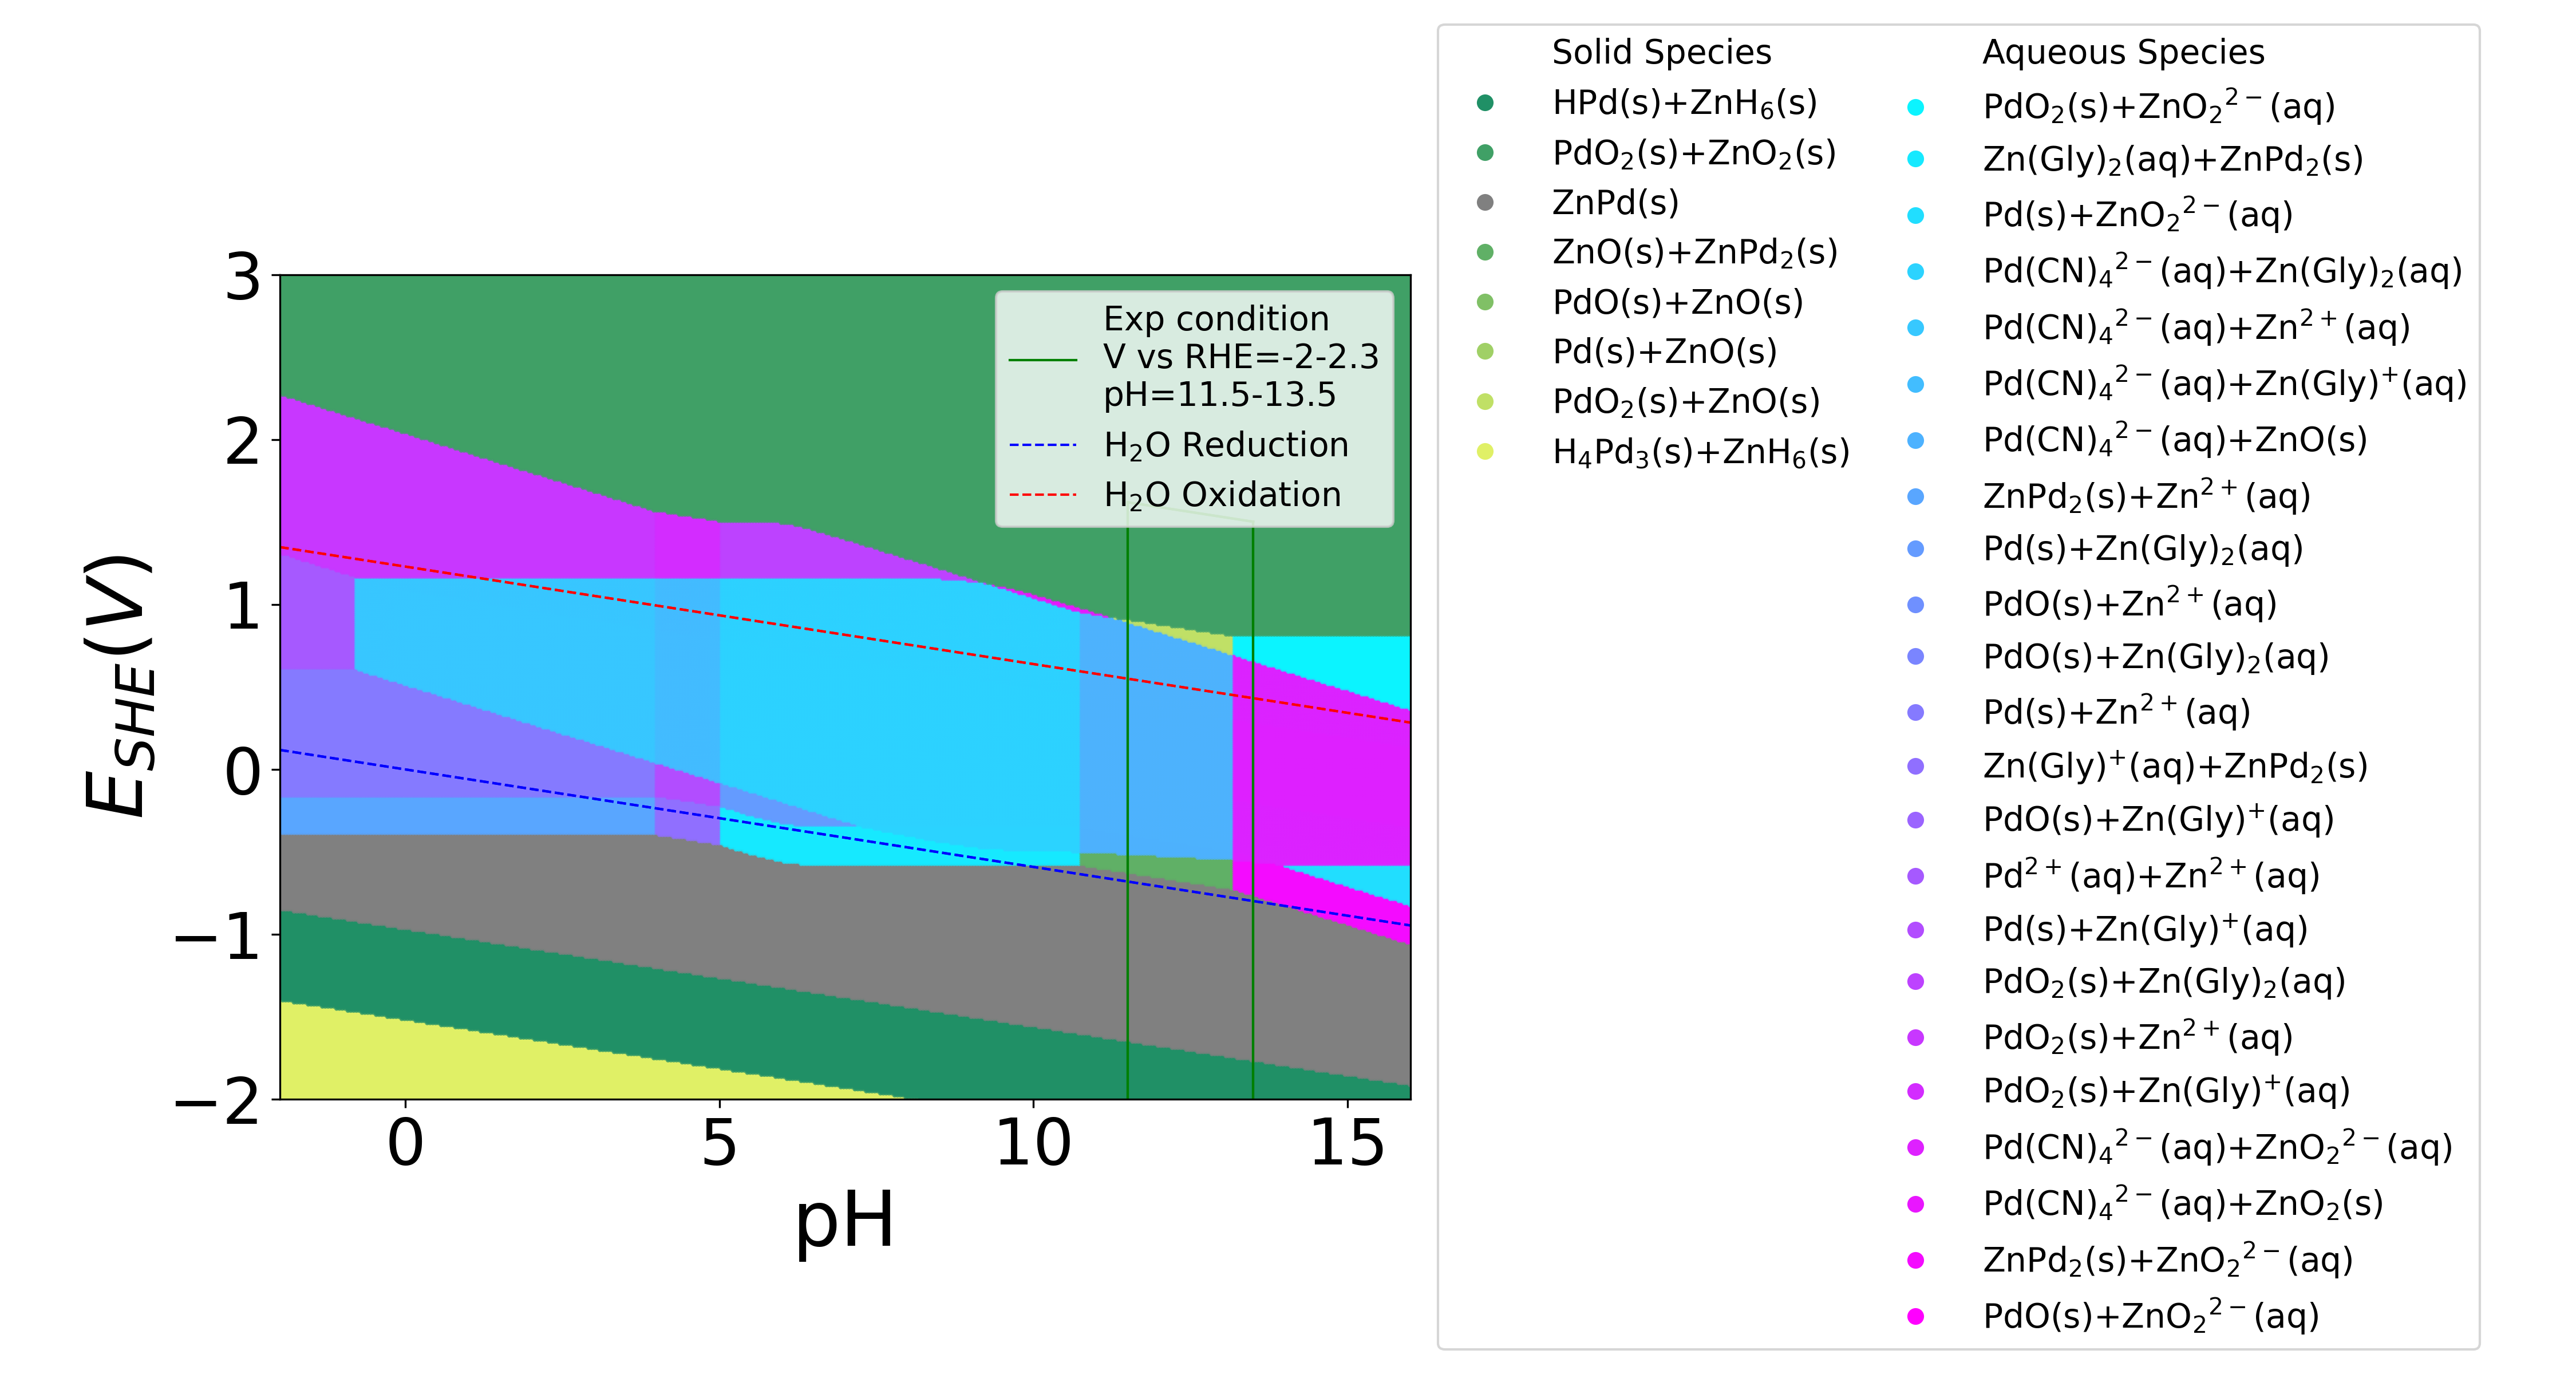 3
2
1
0
−1
−2
E_SHE(V)
0
5
10
15
pH
Exp condition
V vs RHE=-2-2.3
pH=11.5-13.5
H₂O Reduction
H₂O Oxidation
Solid Species
HPd(s)+ZnH₆(s)
PdO₂(s)+ZnO₂(s)
ZnPd(s)
ZnO(s)+ZnPd₂(s)
PdO(s)+ZnO(s)
Pd(s)+ZnO(s)
PdO₂(s)+ZnO(s)
H₄Pd₃(s)+ZnH₆(s)
Aqueous Species
PdO₂(s)+ZnO₂²⁻(aq)
Zn(Gly)₂(aq)+ZnPd₂(s)
Pd(s)+ZnO₂²⁻(aq)
Pd(CN)₄²⁻(aq)+Zn(Gly)₂(aq)
Pd(CN)₄²⁻(aq)+Zn²⁺(aq)
Pd(CN)₄²⁻(aq)+Zn(Gly)⁺(aq)
Pd(CN)₄²⁻(aq)+ZnO(s)
ZnPd₂(s)+Zn²⁺(aq)
Pd(s)+Zn(Gly)₂(aq)
PdO(s)+Zn²⁺(aq)
PdO(s)+Zn(Gly)₂(aq)
Pd(s)+Zn²⁺(aq)
Zn(Gly)⁺(aq)+ZnPd₂(s)
PdO(s)+Zn(Gly)⁺(aq)
Pd²⁺(aq)+Zn²⁺(aq)
Pd(s)+Zn(Gly)⁺(aq)
PdO₂(s)+Zn(Gly)₂(aq)
PdO₂(s)+Zn²⁺(aq)
PdO₂(s)+Zn(Gly)⁺(aq)
Pd(CN)₄²⁻(aq)+ZnO₂²⁻(aq)
Pd(CN)₄²⁻(aq)+ZnO₂(s)
ZnPd₂(s)+ZnO₂²⁻(aq)
PdO(s)+ZnO₂²⁻(aq)